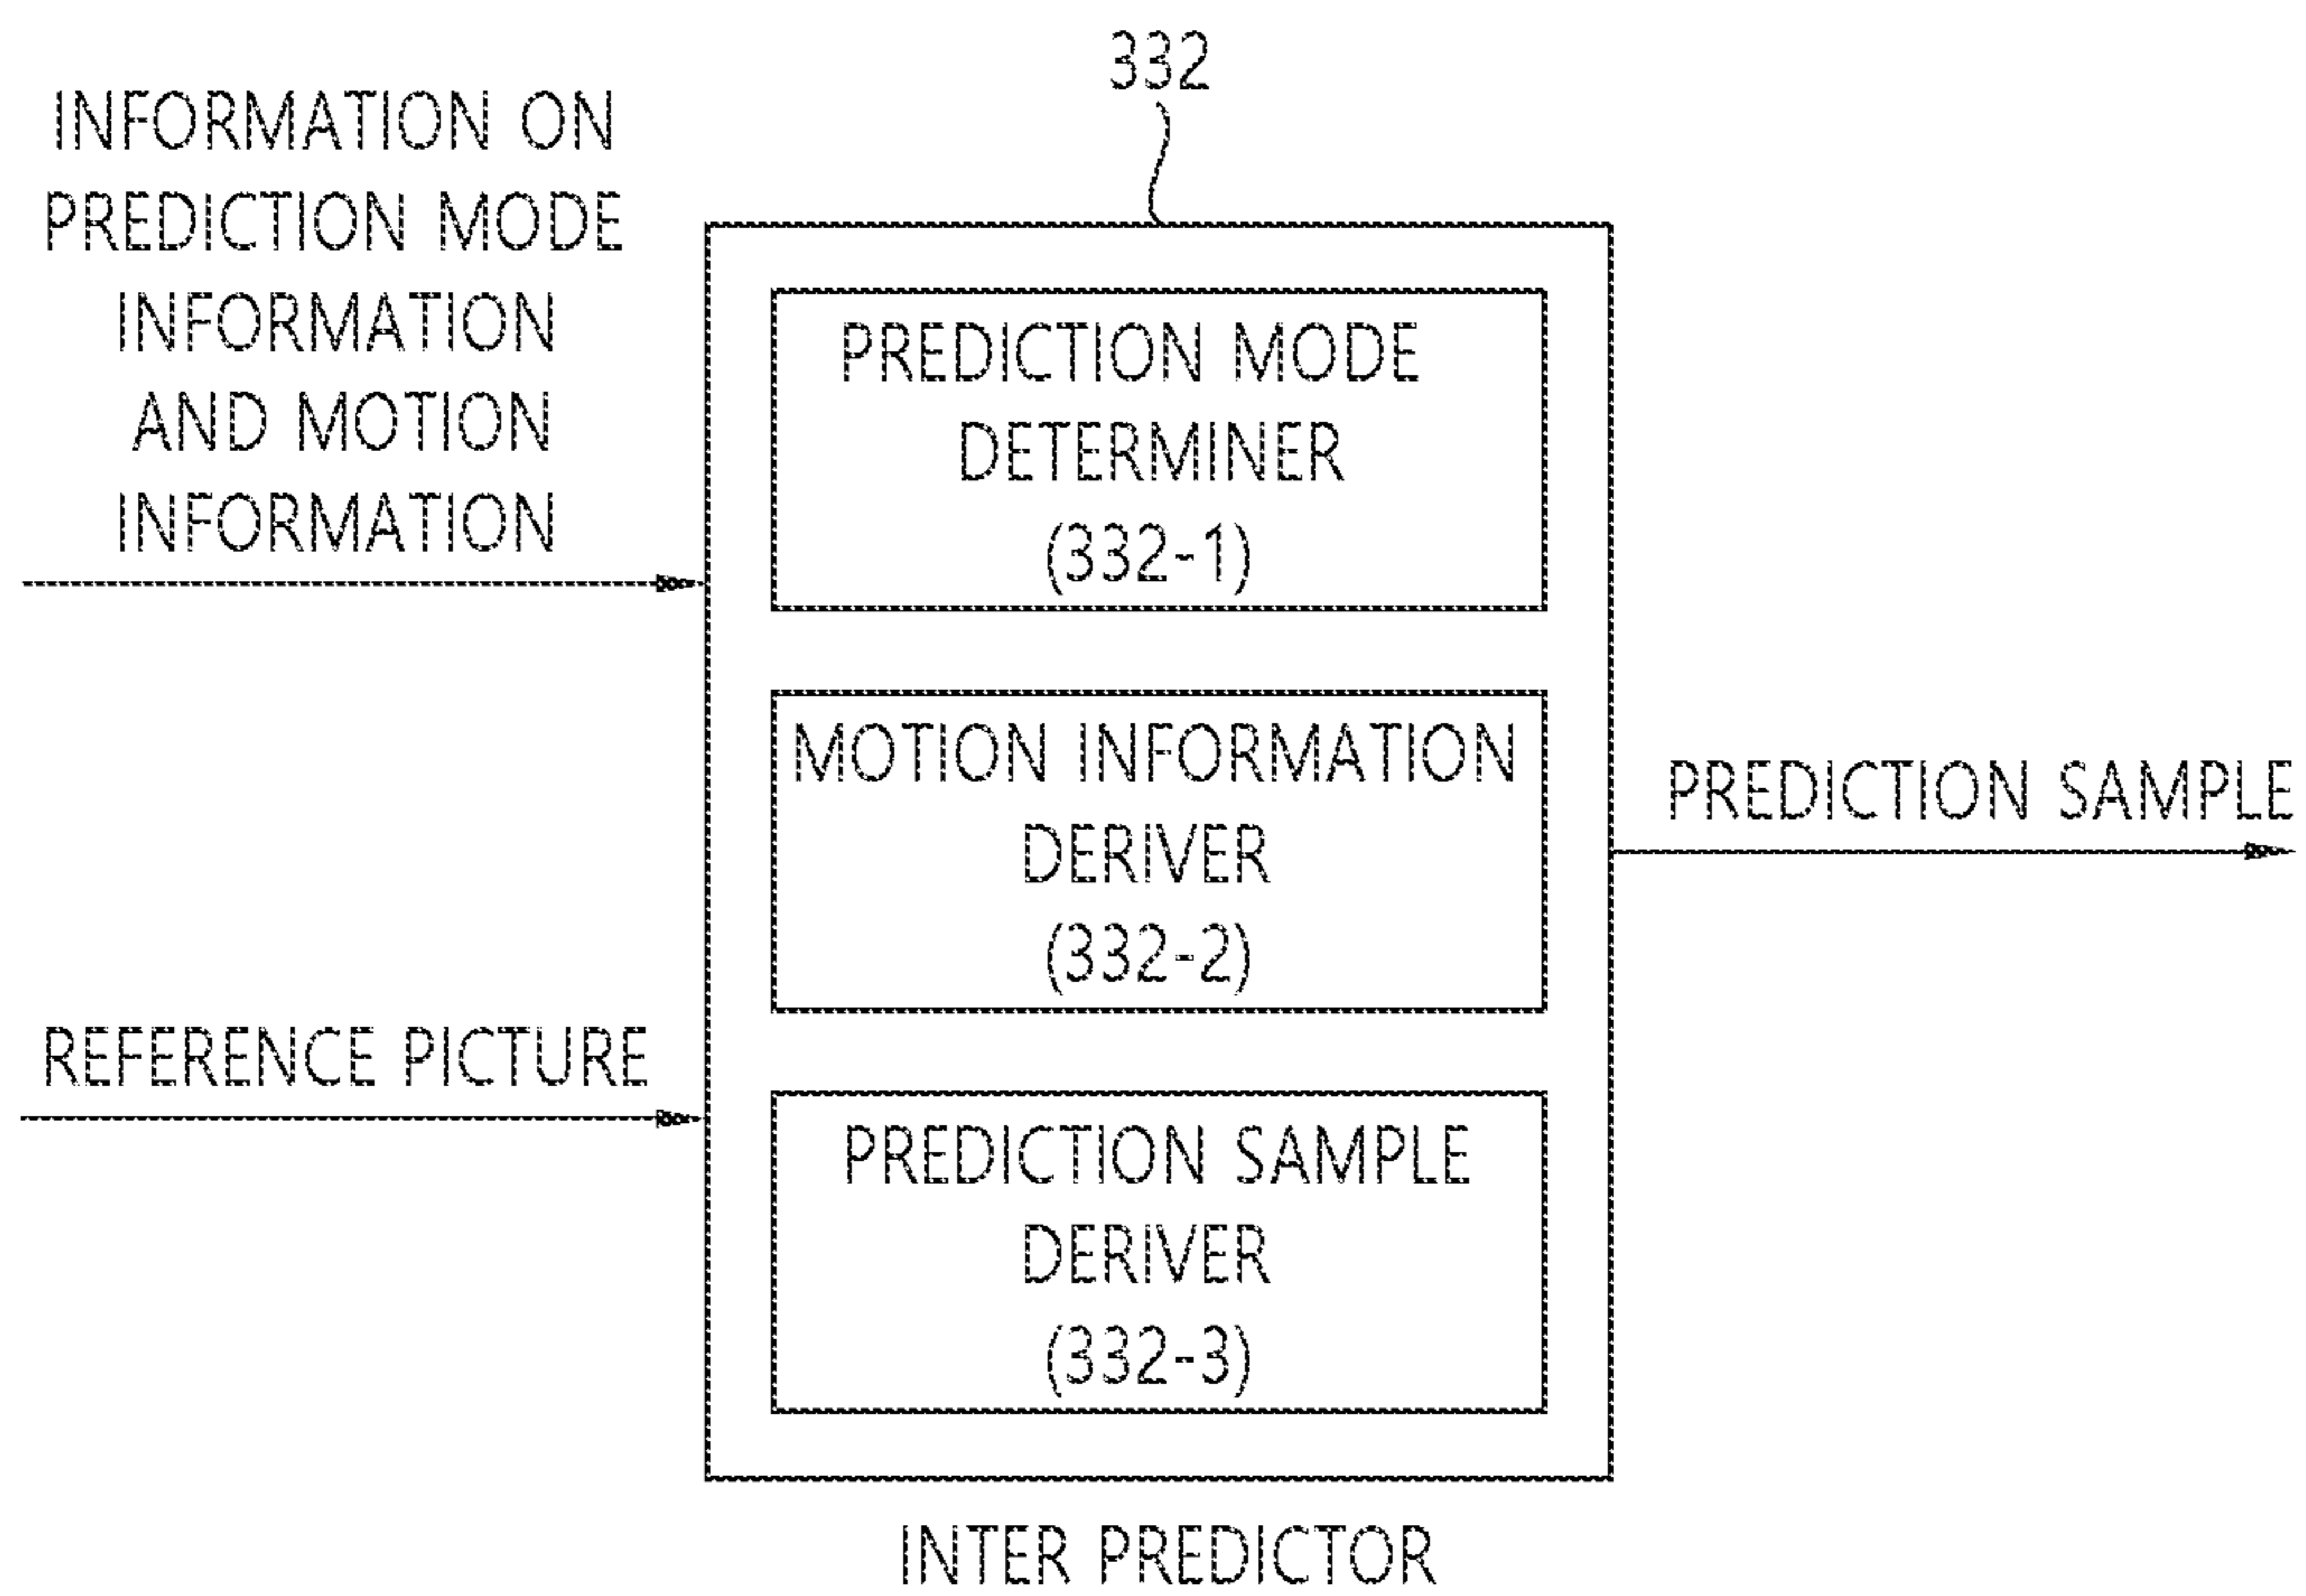 332
INFORMATION ON
PREDICTION MODE
INFORMATION
AND MOTION
INFORMATION
PREDICTION MODE
DETERMINER
(332-1)
MOTION INFORMATION
DERIVER
(332-2)
PREDICTION SAMPLE
REFERENCE PICTURE
PREDICTION SAMPLE
DERIVER
(332-3)
INTER PREDICTOR